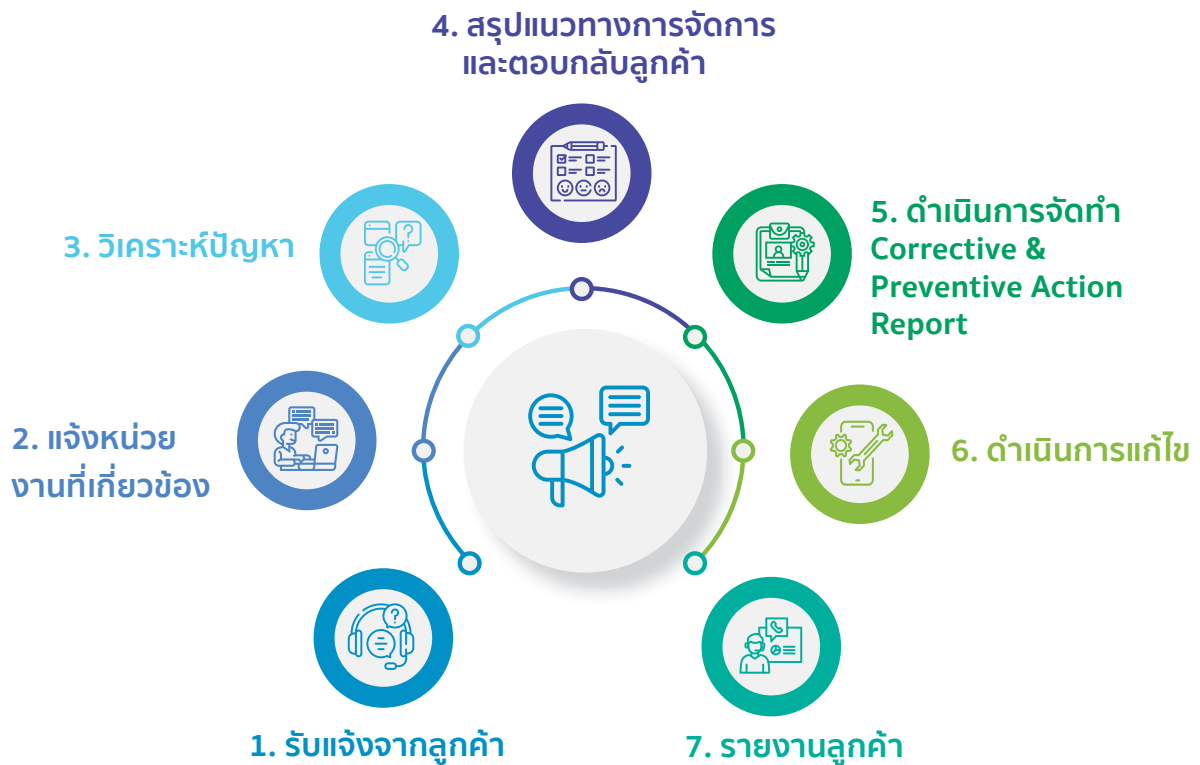 1. รับแจ้งจากลูกค้า
2. แจ้งหน่วย
งานที่เกี่ยวข้อง
3. วิเคราะห์ปัญหา
4. สรุปแนวทางการจัดการ
และตอบกลับลูกค้า
5. ดำเนินการจัดทำ
Corrective &
Preventive Action
Report
6. ดำเนินการแก้ไข
7. รายงานลูกค้า